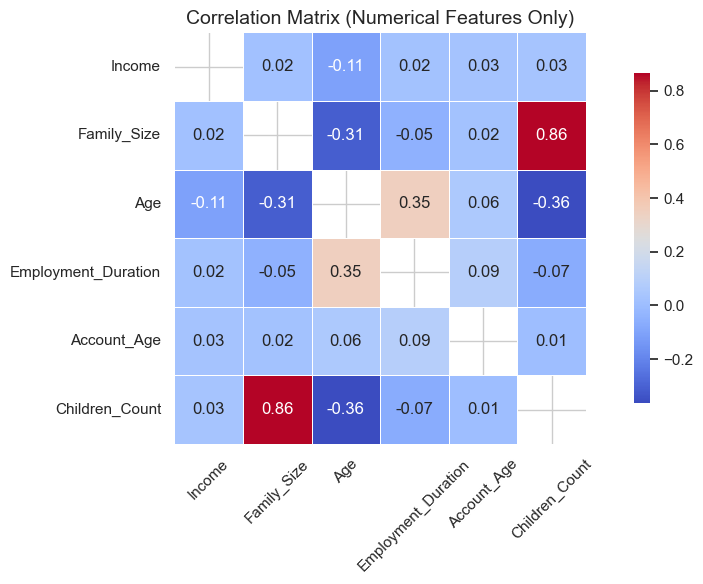 Correlation Matrix (Numerical Features Only)
Income 0.02 -0.11 0.02 0.03 0.03
Family_Size 0.02 -0.31 -0.05 0.02 0.86
Age -0.11 -0.31 0.35 0.06 -0.36
Employment_Duration 0.02 -0.05 0.35 0.09 -0.07
Account_Age 0.03 0.02 0.06 0.09 0.01
Children_Count 0.03 0.86 -0.36 -0.07 0.01
Income Family_Size Age Employment_Duration Account_Age Children_Count
0.8
0.6
0.4
0.2
0.0
−0.2